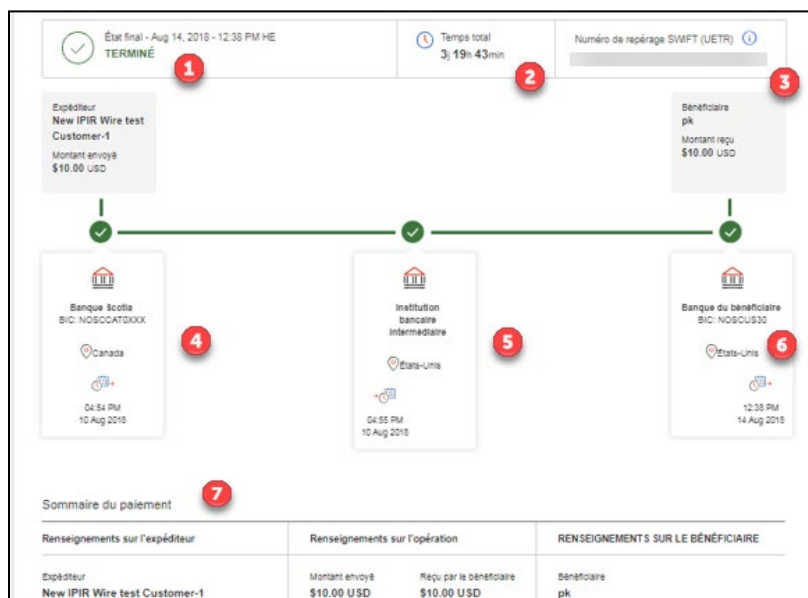 État final - Aug 14, 2018 - 12:38 PM HE
TERMINÉ
1
Temps total
3j 19h 43min
2
Numéro de repérage SWIFT (UETR)
3
Expéditeur
New IPIR Wire test
Customer-1
Montant envoyé
$10.00 USD
Bénéficiaire
pk
Montant reçu
$10.00 USD
Banque Scotia
BIC: NOSCCAT0XXX
Canada
04:54 PM
10 Aug 2018
4
Institution
bancaire
intermédiaire
États-Unis
04:55 PM
10 Aug 2018
5
Banque du bénéficiaire
BIC: NOSCUS30
États-Unis
12:38 PM
14 Aug 2018
6
Sommaire du paiement
7
Renseignements sur l'expéditeur
Renseignements sur l'opération
RENSEIGNEMENTS SUR LE BÉNÉFICIAIRE
Expéditeur
New IPIR Wire test Customer-1
Montant envoyé
$10.00 USD
Reçu par le bénéficiaire
$10.00 USD
Bénéficiaire
pk